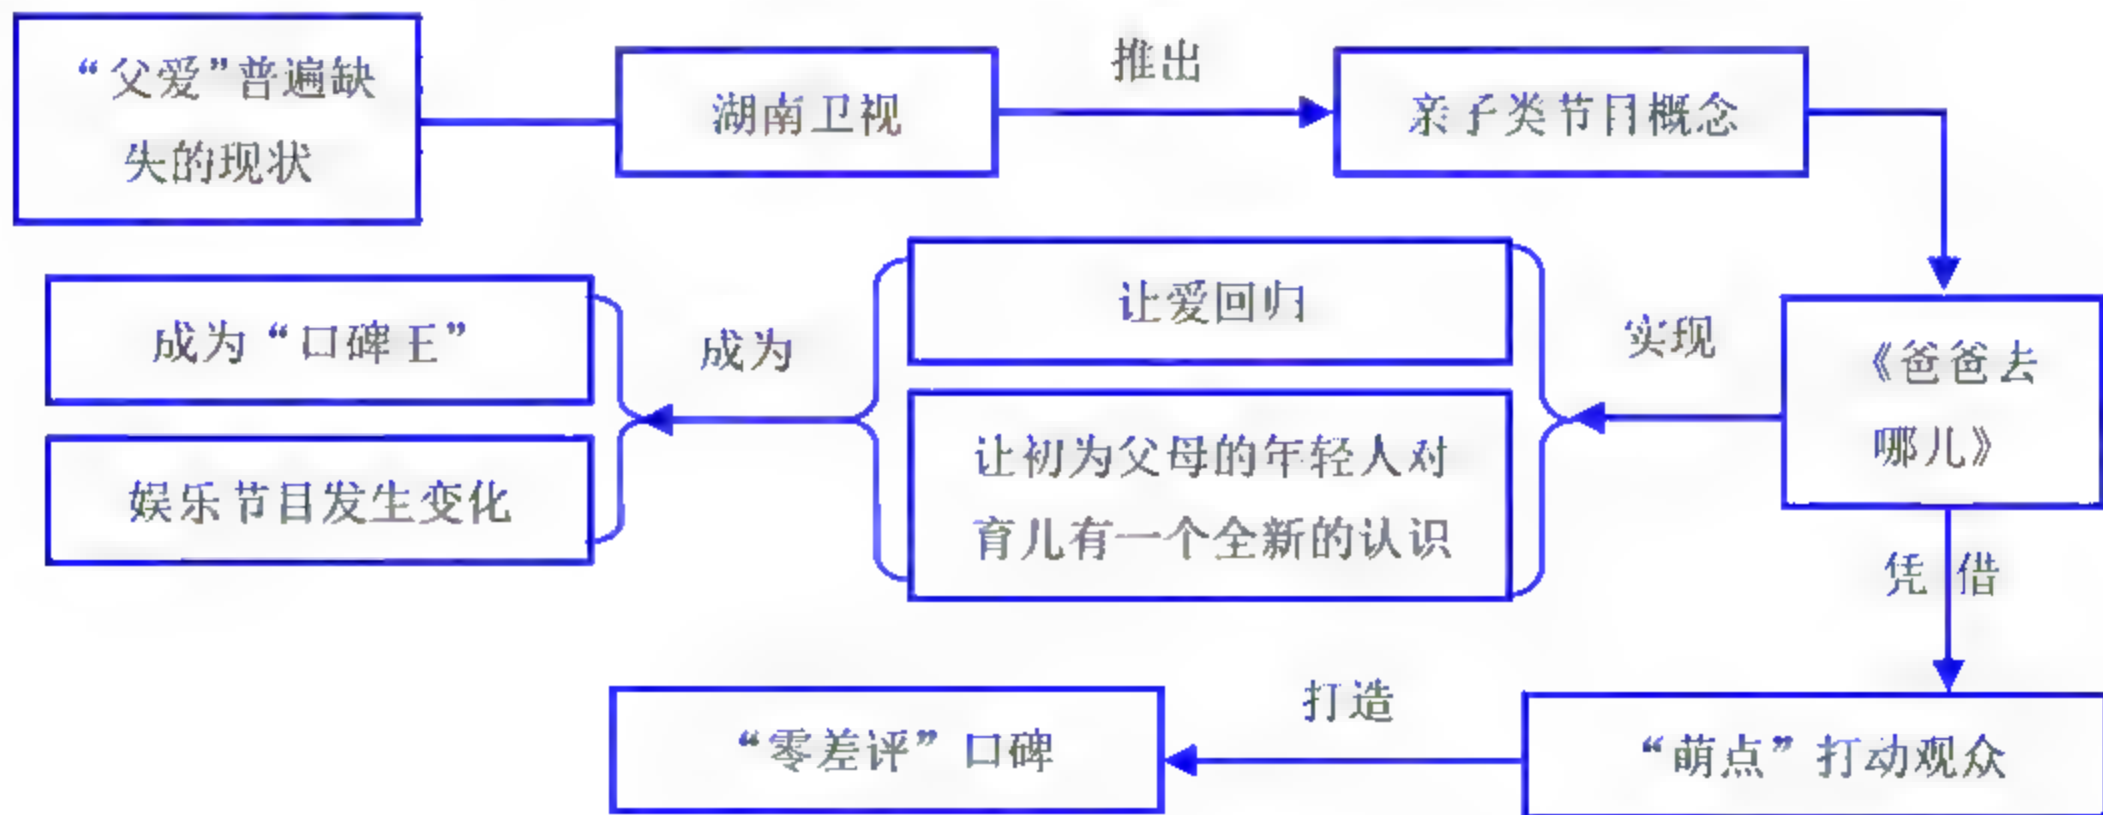 “父爱”普遍缺
失的现状
湖南卫视
推出
亲子类节目概念
让爱回归
成为“口碑王”
成为
实现
《爸爸去
哪儿》
让初为父母的年轻人对
育儿有一个全新的认识
娱乐节目发生变化
凭借
“零差评”口碑
打造
“萌点”打动观众